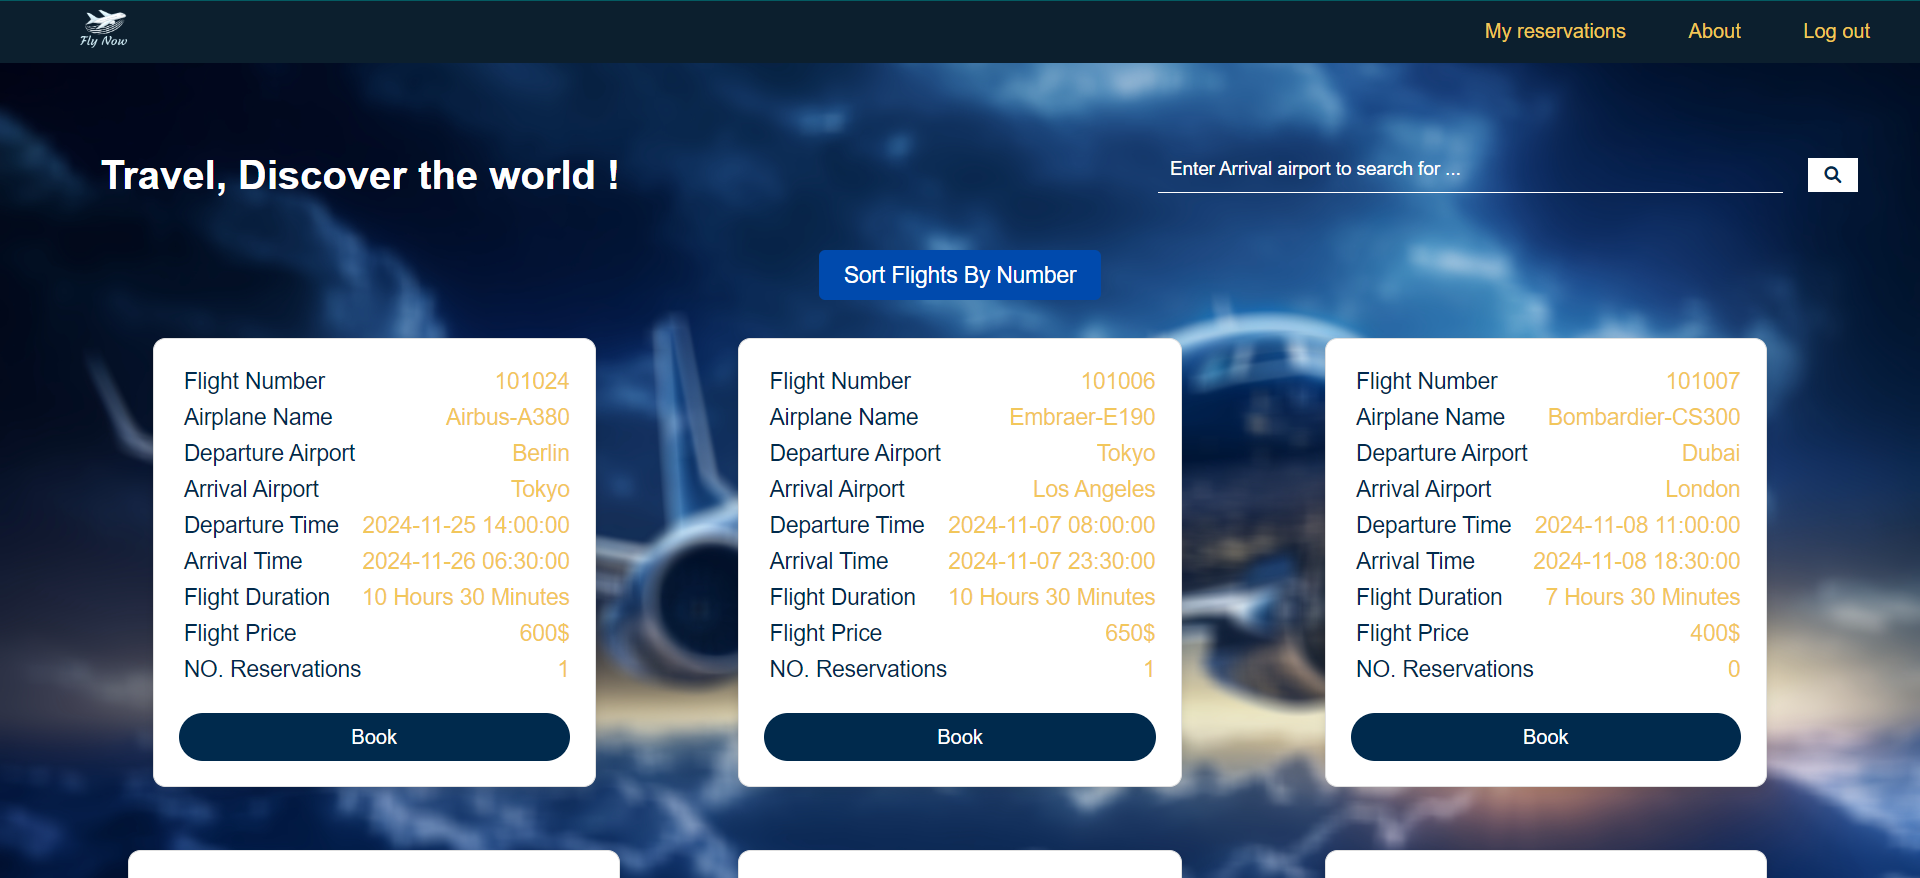 Fly Now
My reservations
About
Log out
Travel, Discover the world !
Enter Arrival airport to search for ...
Sort Flights By Number
Flight Number 101024
Airplane Name Airbus-A380
Departure Airport Berlin
Arrival Airport Tokyo
Departure Time 2024-11-25 14:00:00
Arrival Time 2024-11-26 06:30:00
Flight Duration 10 Hours 30 Minutes
Flight Price 600$
NO. Reservations 1
Book
Flight Number 101006
Airplane Name Embraer-E190
Departure Airport Tokyo
Arrival Airport Los Angeles
Departure Time 2024-11-07 08:00:00
Arrival Time 2024-11-07 23:30:00
Flight Duration 10 Hours 30 Minutes
Flight Price 650$
NO. Reservations 1
Book
Flight Number 101007
Airplane Name Bombardier-CS300
Departure Airport Dubai
Arrival Airport London
Departure Time 2024-11-08 11:00:00
Arrival Time 2024-11-08 18:30:00
Flight Duration 7 Hours 30 Minutes
Flight Price 400$
NO. Reservations 0
Book